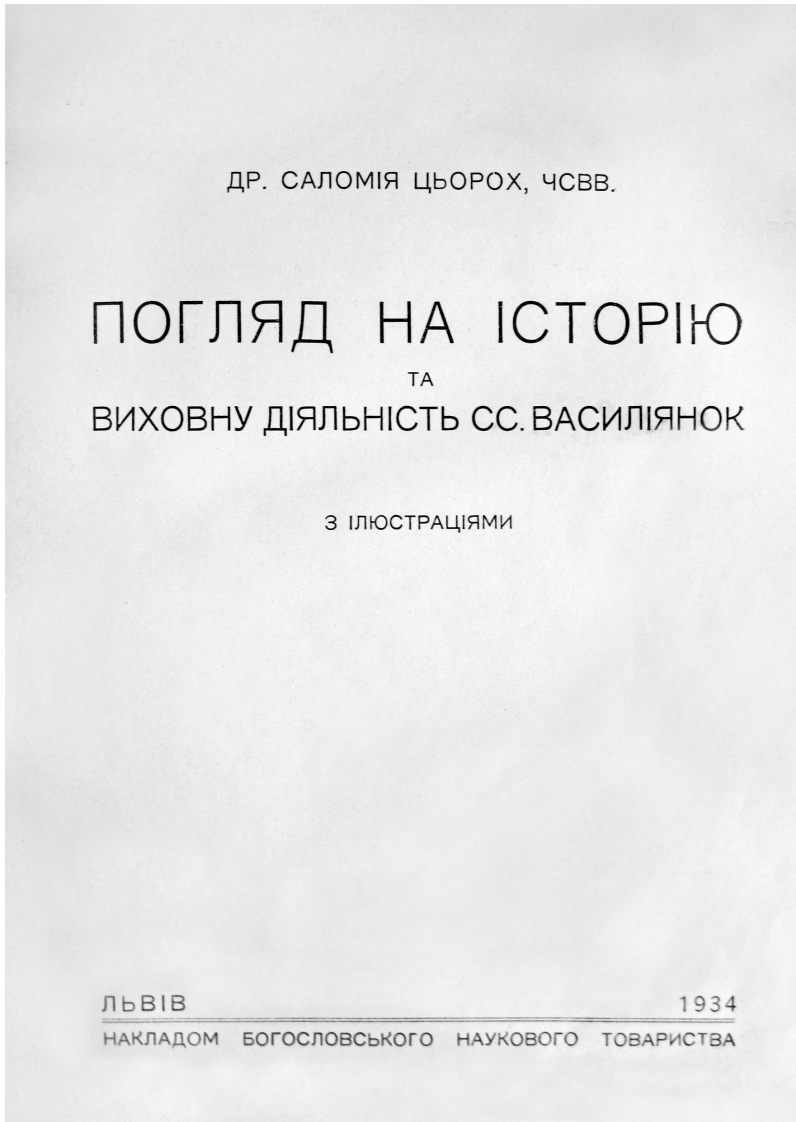 ДР. САЛОМІЯ ЦЬОРОХ, ЧСВВ.
ПОГЛЯД НА ІСТОРІЮ
ТА
ВИХОВНУ ДІЯЛЬНІСТЬ СС. ВАСИЛІЯНОК
З ІЛЮСТРАЦІЯМИ
ЛЬВІВ 1934
НАКЛАДОМ БОГОСЛОВСЬКОГО НАУКОВОГО ТОВАРИСТВА